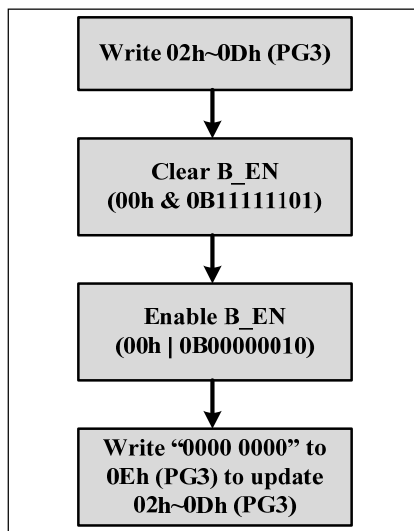 Write 02h~0Dh (PG3)
Clear B_EN
(00h & 0B11111101)
Enable B_EN
(00h | 0B00000010)
Write “0000 0000” to
0Eh (PG3) to update
02h~0Dh (PG3)